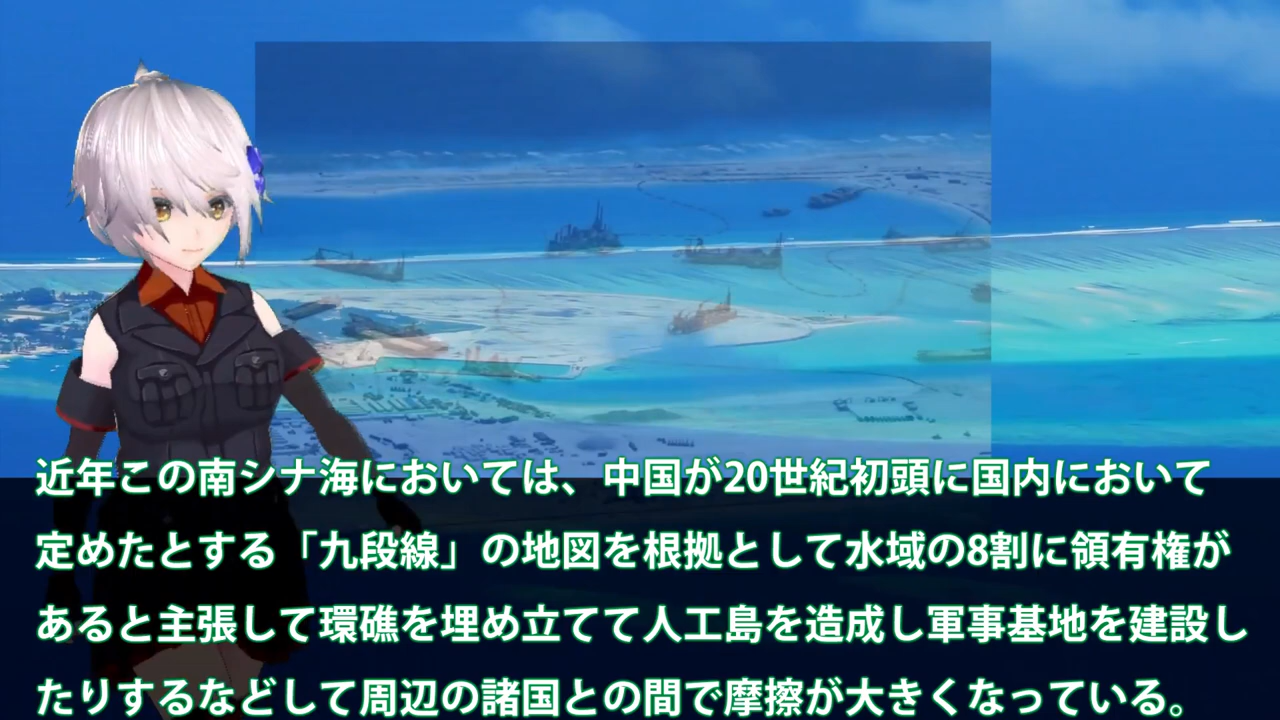 近年この南シナ海においては、中国が20世紀初頭に国内において
定めたとする「九段線」の地図を根拠として水域の8割に領有権が
あると主張して環礁を埋め立てて人工島を造成し軍事基地を建設し
たりするなどして周辺の諸国との間で摩擦が大きくなっている。